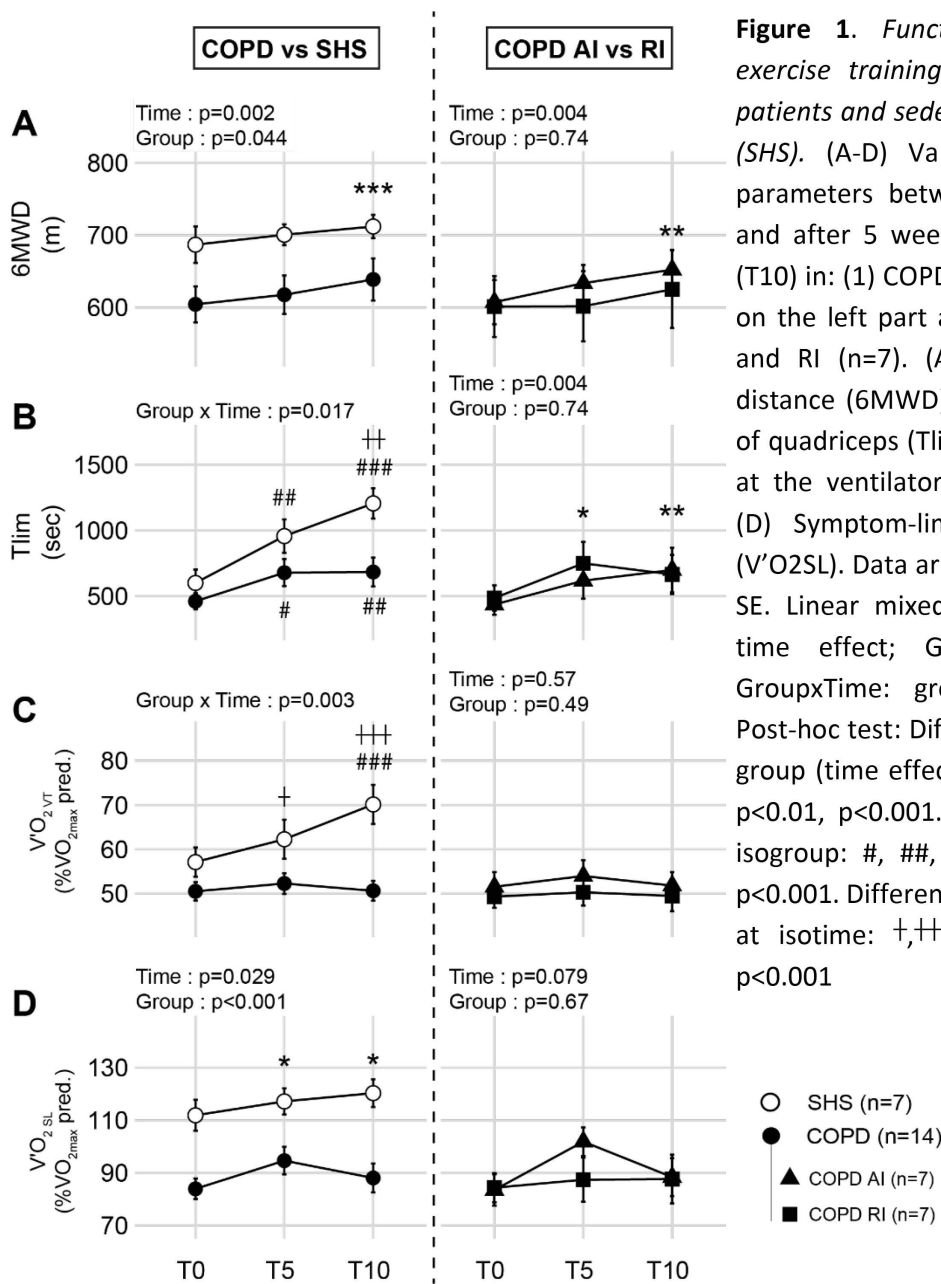 COPD vs SHS
COPD AI vs RI
A
Time : p=0.002
Group : p=0.044
Time : p=0.004
Group : p=0.74
6MWD
(m)
800
700
600
***
**
B
Group x Time : p=0.017
Time : p=0.004
Group : p=0.74
Tlim
(sec)
1500
1000
500
##
‡
###
#
##
*
**
C
Group x Time : p=0.003
Time : p=0.57
Group : p=0.49
V'O2 VT
(%VO2max pred.)
80
70
60
50
†
†††
###
D
Time : p=0.029
Group : p<0.001
Time : p=0.079
Group : p=0.67
V'O2 SL
(%VO2max pred.)
130
110
90
70
*
*
T0 T5 T10
T0 T5 T10
Figure 1. Funct
exercise training
patients and sede
(SHS). (A-D) Va
parameters betw
and after 5 wee
(T10) in: (1) COPD
on the left part a
and RI (n=7). (A
distance (6MWD)
of quadriceps (Tli
at the ventilator
(D) Symptom-lin
(V'O2SL). Data ar
SE. Linear mixed
time effect; G
GroupxTime: gro
Post-hoc test: Dif
group (time effec
p<0.01, p<0.001.
isogroup: #, ##,
p<0.001. Differen
at isotime: †,††
p<0.001
SHS (n=7)
COPD (n=14)
COPD AI (n=7)
COPD RI (n=7)